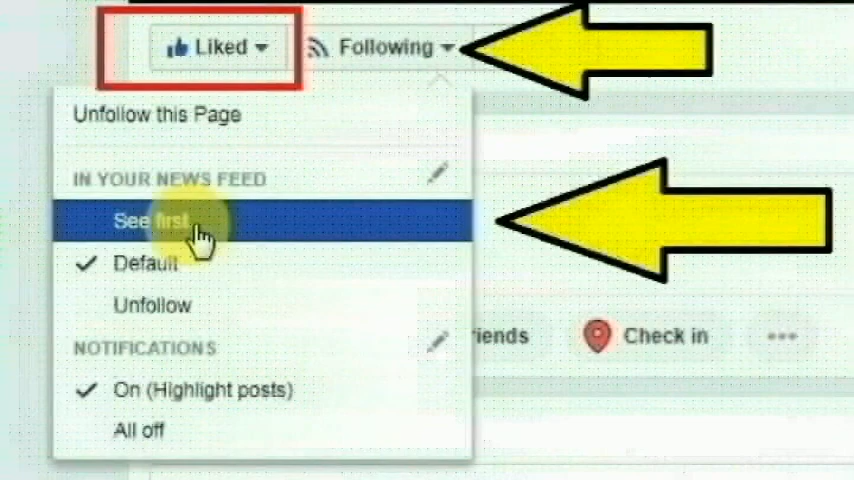 Liked
Following
Unfollow this Page
IN YOUR NEWS FEED
See first
Default
Unfollow
NOTIFICATIONS
riends
Check in
On (Highlight posts)
All off